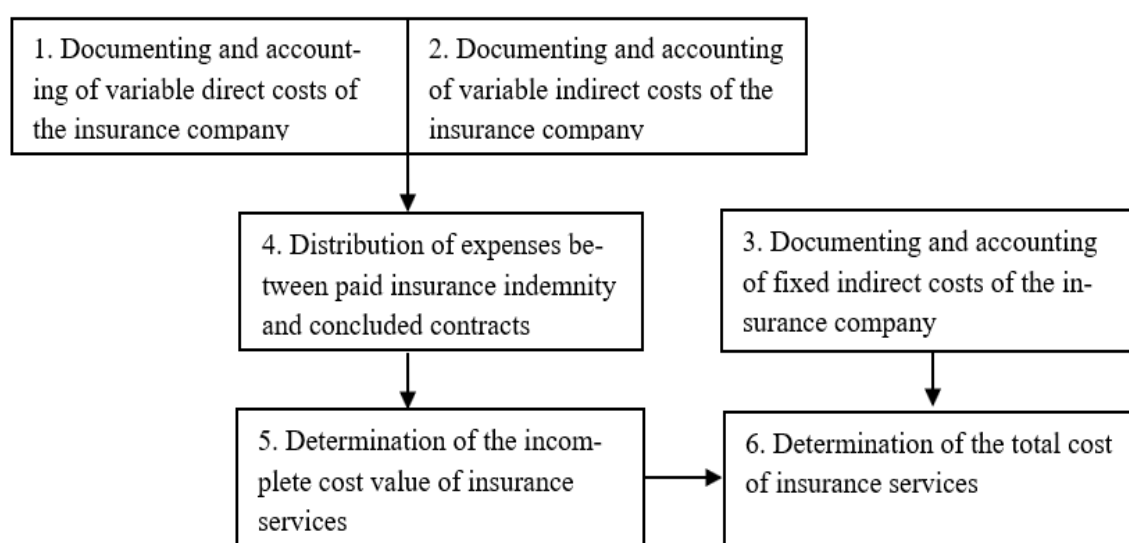 1. Documenting and account-
ing of variable direct costs of
the insurance company
2. Documenting and accounting
of variable indirect costs of the
insurance company
4. Distribution of expenses be-
tween paid insurance indemnity
and concluded contracts
3. Documenting and accounting
of fixed indirect costs of the in-
surance company
5. Determination of the incom-
plete cost value of insurance
services
6. Determination of the total cost
of insurance services